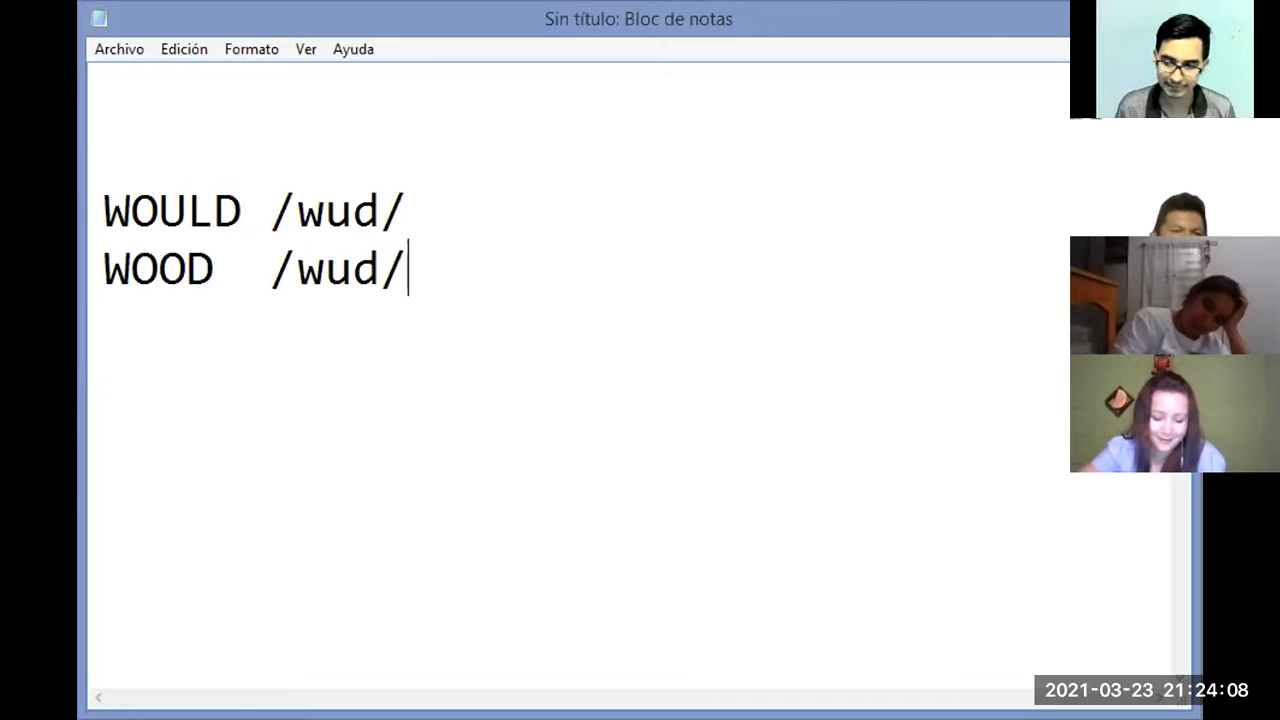 Sin título: Bloc de notas
Archivo Edición Formato Ver Ayuda
WOULD /wud/
WOOD /wud/
2021-03-23 21:24:08